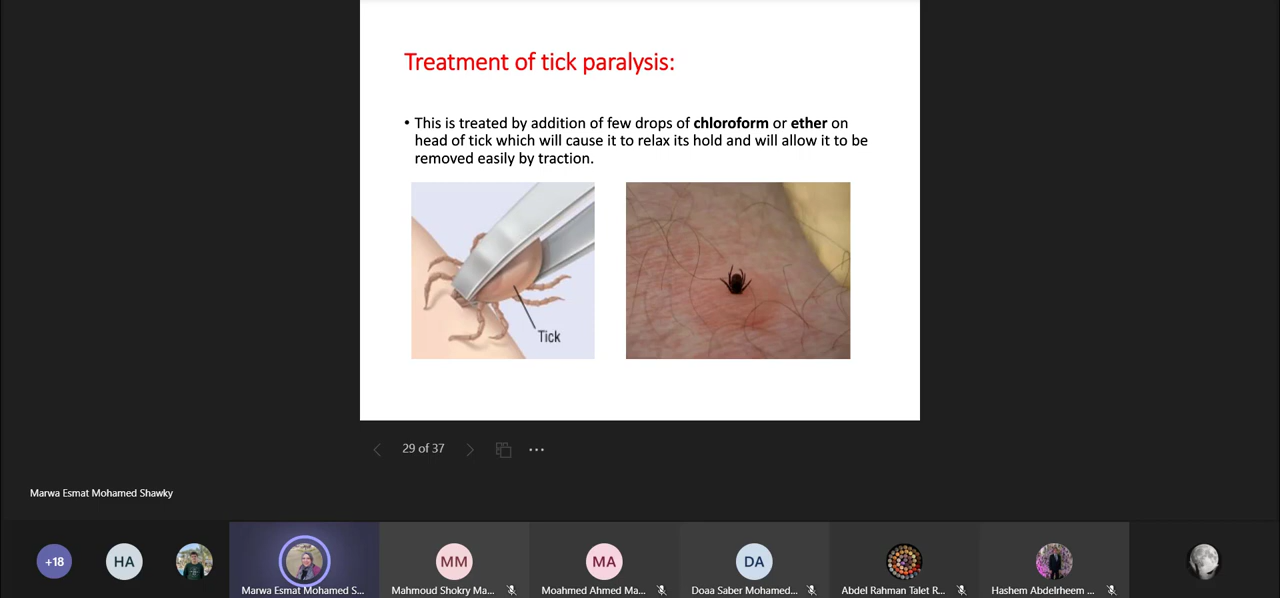 Treatment of tick paralysis:
• This is treated by addition of few drops of chloroform or ether on
head of tick which will cause it to relax its hold and will allow it to be
removed easily by traction.
Tick
29 of 37
Marwa Esmat Mohamed Shawky
+18
HA
MM
MA
DA
Marwa Esmat Mohamed S...
Mahmoud Shokry Ma...
Moahmed Ahmed Ma...
Doaa Saber Mohamed...
Abdel Rahman Talet R...
Hashem Abdelrheem ...